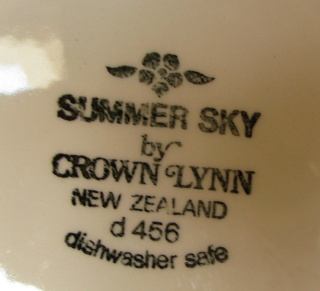 SUMMER SKY
by
CROWN LYNN
NEW ZEALAND
d 456
dishwasher safe